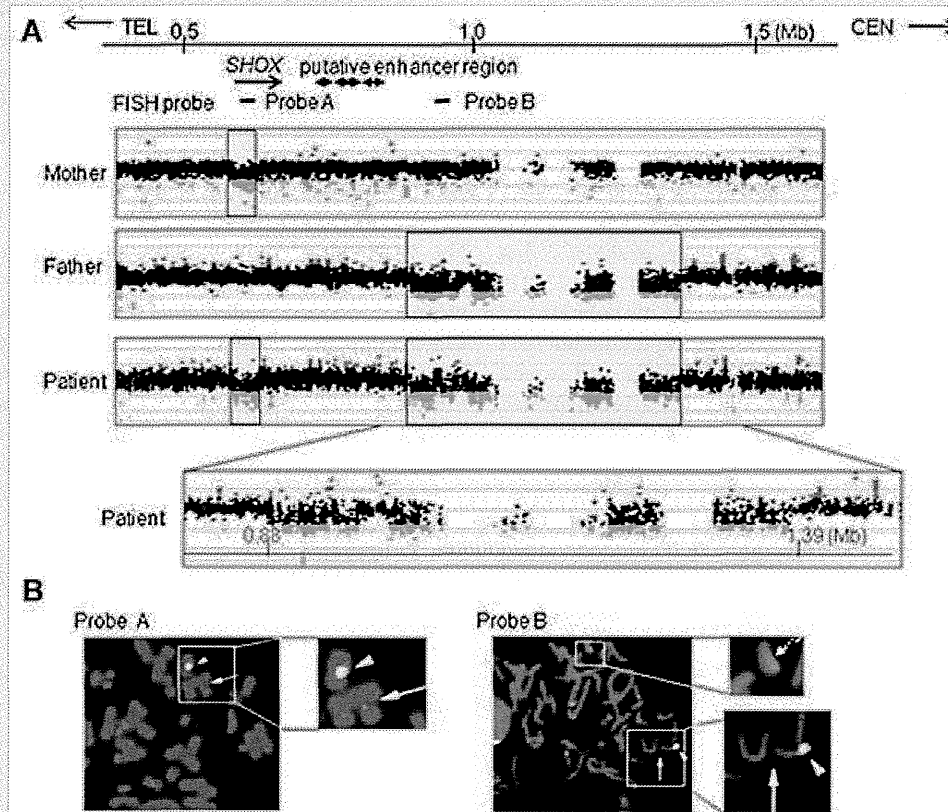 A
TEL 0,5 1.0 1.5 (Mb) CEN
SHOX putative enhancer region
FISH probe Probe A Probe B
Mother
Father
Patient
Patient
0.88 1.39 (Mb)
B
Probe A Probe B